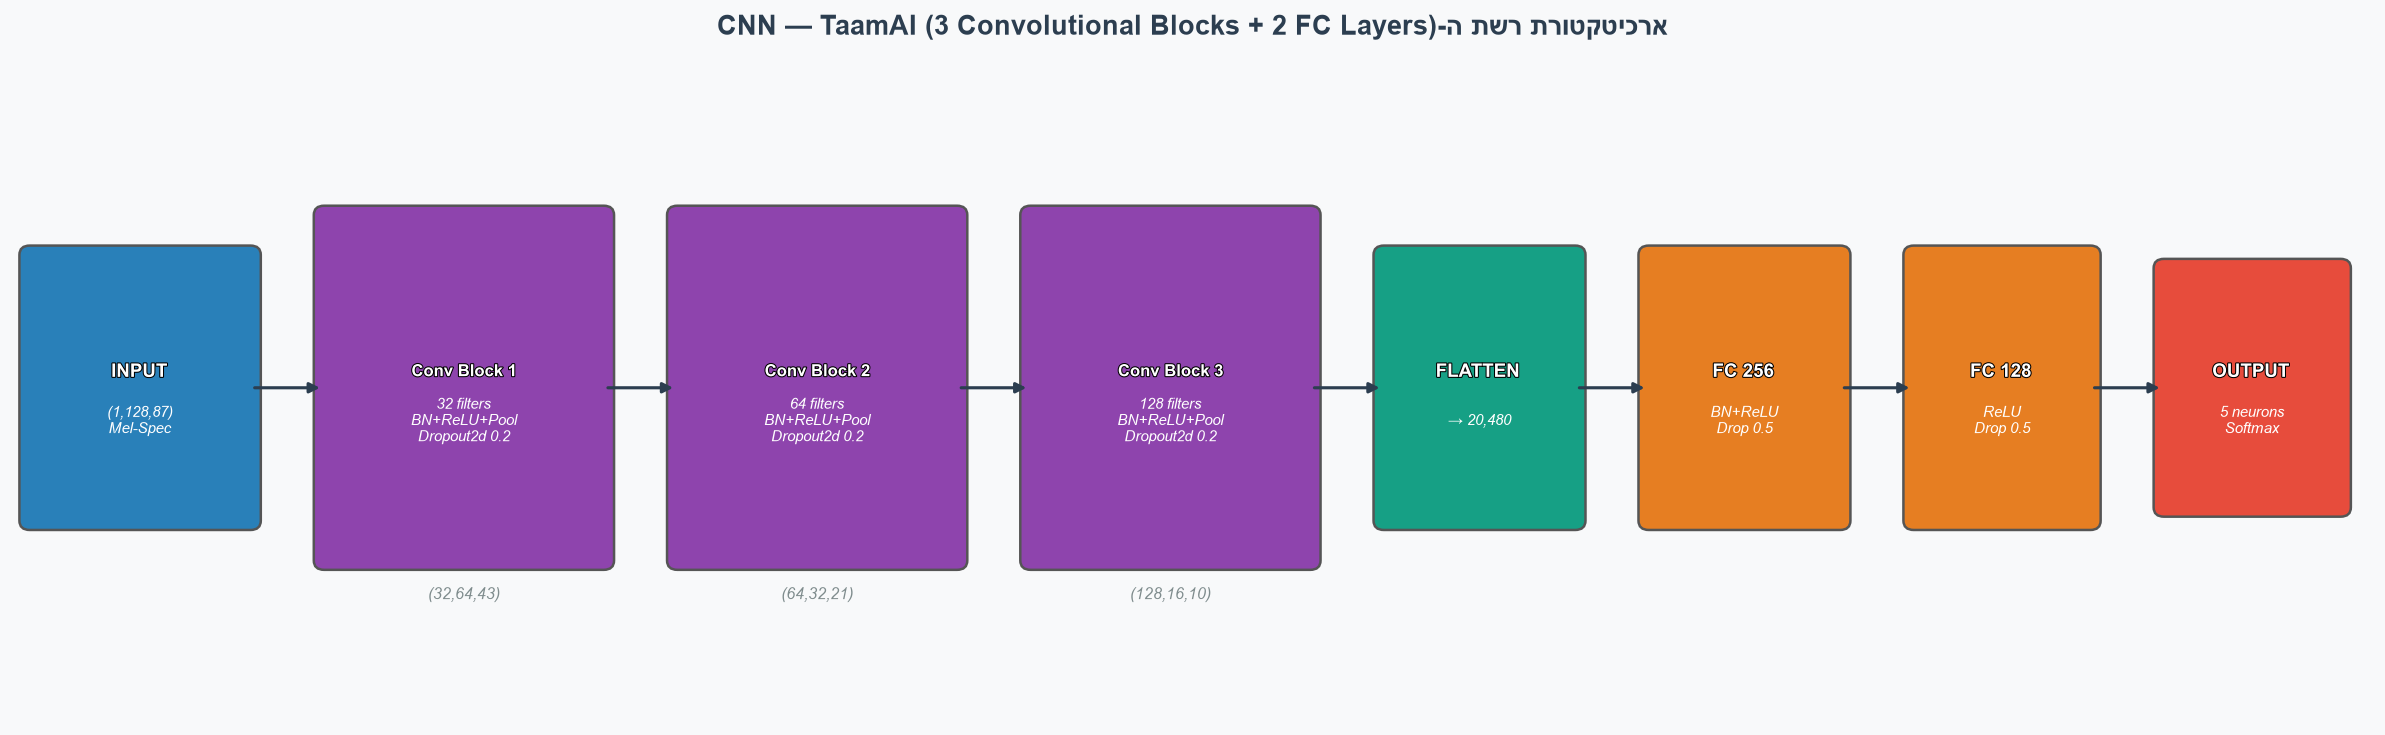 ארכיטקטורת רשת ה-CNN — TaamAI (3 Convolutional Blocks + 2 FC Layers)
INPUT
(1,128,87)
Mel-Spec
Conv Block 1
32 filters
BN+ReLU+Pool
Dropout2d 0.2
(32,64,43)
Conv Block 2
64 filters
BN+ReLU+Pool
Dropout2d 0.2
(64,32,21)
Conv Block 3
128 filters
BN+ReLU+Pool
Dropout2d 0.2
(128,16,10)
FLATTEN
→ 20,480
FC 256
BN+ReLU
Drop 0.5
FC 128
ReLU
Drop 0.5
OUTPUT
5 neurons
Softmax